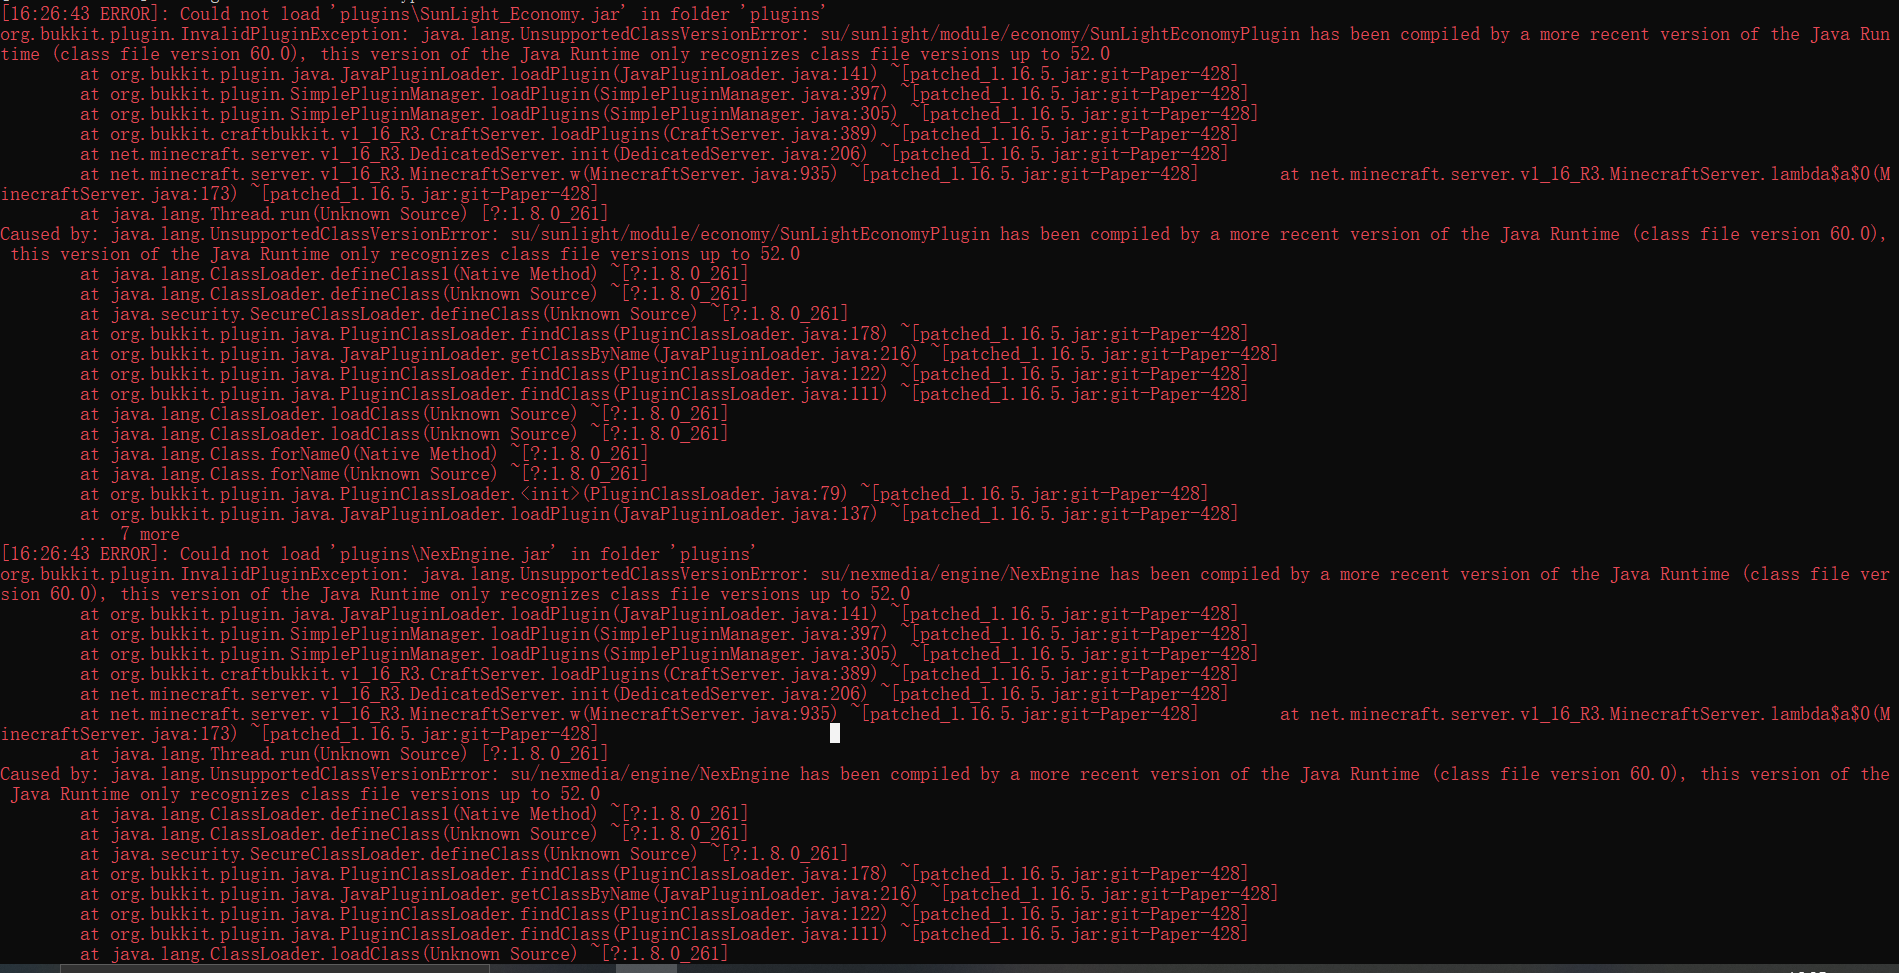 [16:26:43 ERROR]: Could not load 'plugins\SunLight_Economy.jar' in folder 'plugins'
org.bukkit.plugin.InvalidPluginException: java.lang.UnsupportedClassVersionError: su/sunlight/module/economy/SunLightEconomyPlugin has been compiled by a more recent version of the Java Run
time (class file version 60.0), this version of the Java Runtime only recognizes class file versions up to 52.0
at org.bukkit.plugin.java.JavaPluginLoader.loadPlugin(JavaPluginLoader.java:141) ~[patched_1.16.5.jar:git-Paper-428]
at org.bukkit.plugin.SimplePluginManager.loadPlugin(SimplePluginManager.java:397) ~[patched_1.16.5.jar:git-Paper-428]
at org.bukkit.plugin.SimplePluginManager.loadPlugins(SimplePluginManager.java:305) ~[patched_1.16.5.jar:git-Paper-428]
at org.bukkit.craftbukkit.v1_16_R3.CraftServer.loadPlugins(CraftServer.java:389) ~[patched_1.16.5.jar:git-Paper-428]
at net.minecraft.server.v1_16_R3.DedicatedServer.init(DedicatedServer.java:206) ~[patched_1.16.5.jar:git-Paper-428]
at net.minecraft.server.v1_16_R3.MinecraftServer.w(MinecraftServer.java:935) ~[patched_1.16.5.jar:git-Paper-428]        at net.minecraft.server.v1_16_R3.MinecraftServer.lambda$a$0(M
inecraftServer.java:173) ~[patched_1.16.5.jar:git-Paper-428]
at java.lang.Thread.run(Unknown Source) [?:1.8.0_261]
Caused by: java.lang.UnsupportedClassVersionError: su/sunlight/module/economy/SunLightEconomyPlugin has been compiled by a more recent version of the Java Runtime (class file version 60.0),
this version of the Java Runtime only recognizes class file versions up to 52.0
at java.lang.ClassLoader.defineClass1(Native Method) ~[?:1.8.0_261]
at java.lang.ClassLoader.defineClass(Unknown Source) ~[?:1.8.0_261]
at java.security.SecureClassLoader.defineClass(Unknown Source) ~[?:1.8.0_261]
at org.bukkit.plugin.java.PluginClassLoader.findClass(PluginClassLoader.java:178) ~[patched_1.16.5.jar:git-Paper-428]
at org.bukkit.plugin.java.JavaPluginLoader.getClassByName(JavaPluginLoader.java:216) ~[patched_1.16.5.jar:git-Paper-428]
at org.bukkit.plugin.java.PluginClassLoader.findClass(PluginClassLoader.java:122) ~[patched_1.16.5.jar:git-Paper-428]
at org.bukkit.plugin.java.PluginClassLoader.findClass(PluginClassLoader.java:111) ~[patched_1.16.5.jar:git-Paper-428]
at java.lang.ClassLoader.loadClass(Unknown Source) ~[?:1.8.0_261]
at java.lang.ClassLoader.loadClass(Unknown Source) ~[?:1.8.0_261]
at java.lang.Class.forName0(Native Method) ~[?:1.8.0_261]
at java.lang.Class.forName(Unknown Source) ~[?:1.8.0_261]
at org.bukkit.plugin.java.PluginClassLoader.<init>(PluginClassLoader.java:79) ~[patched_1.16.5.jar:git-Paper-428]
at org.bukkit.plugin.java.JavaPluginLoader.loadPlugin(JavaPluginLoader.java:137) ~[patched_1.16.5.jar:git-Paper-428]
... 7 more
[16:26:43 ERROR]: Could not load 'plugins\NexEngine.jar' in folder 'plugins'
org.bukkit.plugin.InvalidPluginException: java.lang.UnsupportedClassVersionError: su/nexmedia/engine/NexEngine has been compiled by a more recent version of the Java Runtime (class file ver
sion 60.0), this version of the Java Runtime only recognizes class file versions up to 52.0
at org.bukkit.plugin.java.JavaPluginLoader.loadPlugin(JavaPluginLoader.java:141) ~[patched_1.16.5.jar:git-Paper-428]
at org.bukkit.plugin.SimplePluginManager.loadPlugin(SimplePluginManager.java:397) ~[patched_1.16.5.jar:git-Paper-428]
at org.bukkit.plugin.SimplePluginManager.loadPlugins(SimplePluginManager.java:305) ~[patched_1.16.5.jar:git-Paper-428]
at org.bukkit.craftbukkit.v1_16_R3.CraftServer.loadPlugins(CraftServer.java:389) ~[patched_1.16.5.jar:git-Paper-428]
at net.minecraft.server.v1_16_R3.DedicatedServer.init(DedicatedServer.java:206) ~[patched_1.16.5.jar:git-Paper-428]
at net.minecraft.server.v1_16_R3.MinecraftServer.w(MinecraftServer.java:935) ~[patched_1.16.5.jar:git-Paper-428]        at net.minecraft.server.v1_16_R3.MinecraftServer.lambda$a$0(M
inecraftServer.java:173) ~[patched_1.16.5.jar:git-Paper-428]
at java.lang.Thread.run(Unknown Source) [?:1.8.0_261]
Caused by: java.lang.UnsupportedClassVersionError: su/nexmedia/engine/NexEngine has been compiled by a more recent version of the Java Runtime (class file version 60.0), this version of the
Java Runtime only recognizes class file versions up to 52.0
at java.lang.ClassLoader.defineClass1(Native Method) ~[?:1.8.0_261]
at java.lang.ClassLoader.defineClass(Unknown Source) ~[?:1.8.0_261]
at java.security.SecureClassLoader.defineClass(Unknown Source) ~[?:1.8.0_261]
at org.bukkit.plugin.java.PluginClassLoader.findClass(PluginClassLoader.java:178) ~[patched_1.16.5.jar:git-Paper-428]
at org.bukkit.plugin.java.JavaPluginLoader.getClassByName(JavaPluginLoader.java:216) ~[patched_1.16.5.jar:git-Paper-428]
at org.bukkit.plugin.java.PluginClassLoader.findClass(PluginClassLoader.java:122) ~[patched_1.16.5.jar:git-Paper-428]
at org.bukkit.plugin.java.PluginClassLoader.findClass(PluginClassLoader.java:111) ~[patched_1.16.5.jar:git-Paper-428]
at java.lang.ClassLoader.loadClass(Unknown Source) ~[?:1.8.0_261]